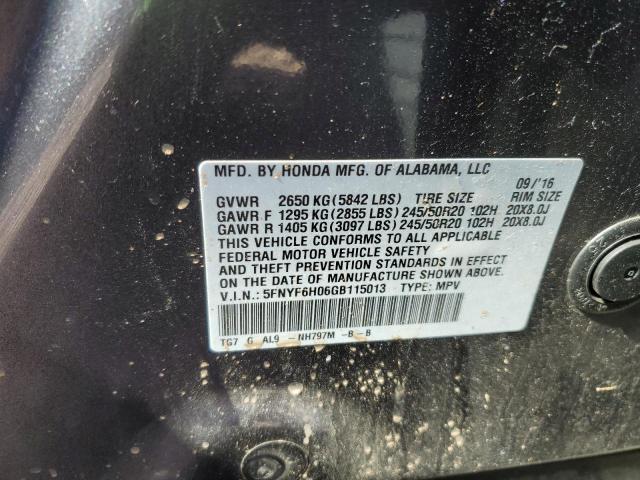 MFD. BY HONDA MFG. OF ALABAMA, LLC
09/'16
GVWR 2650 KG(5842 LBS) TIRE SIZE RIM SIZE
GAWR F 1295 KG(2855 LBS)245/50R20 102H 20X8.0J
GAWR R 1405 KG(3097 LBS)245/50R20 102H 20X8.0J
THIS VEHICLE CONFORMS TO ALL APPLICABLE
FEDERAL MOTOR VEHICLE SAFETY
AND THEFT PREVENTION STANDARDS IN EFFECT
ON THE DATE OF MANUFACTURE SHOWN ABOVE.
V.I.N.: 5FNYF6H06GB115013 TYPE: MPV
TG7 G AL9 -NH797M -B -B